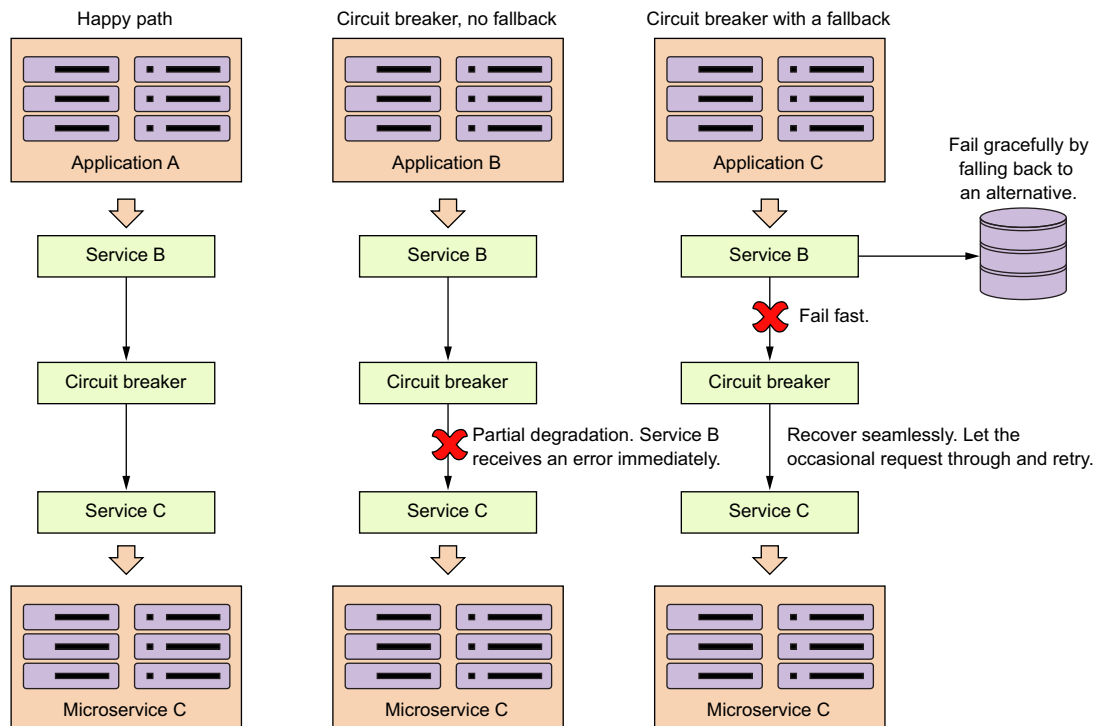 Happy path
Circuit breaker, no fallback
Circuit breaker with a fallback
Application A
Application B
Application C
Fail gracefully by
falling back to
an alternative.
Service B
Service B
Service B
Fail fast.
Circuit breaker
Circuit breaker
Circuit breaker
Partial degradation. Service B
receives an error immediately.
Recover seamlessly. Let the
occasional request through and retry.
Service C
Service C
Service C
Microservice C
Microservice C
Microservice C